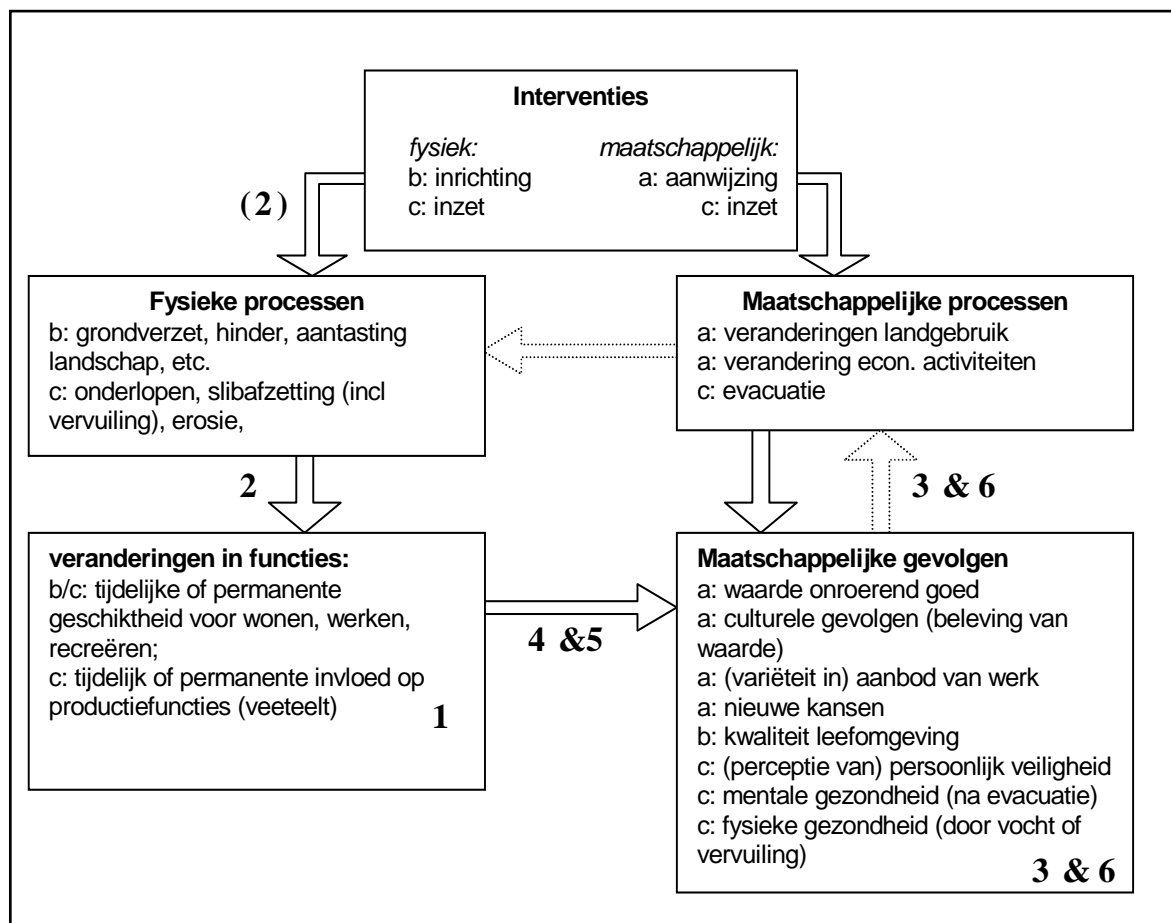 Interventies
fysiek: maatschappelijk:
b: inrichting a: aanwijzing
c: inzet c: inzet
(2)
Fysieke processen
b: grondverzet, hinder, aantasting
landschap, etc.
c: onderlopen, slibafzetting (incl
vervuiling), erosie,
Maatschappelijke processen
a: veranderingen landgebruik
a: verandering econ. activiteiten
c: evacuatie
2
3 & 6
veranderingen in functies:
b/c: tijdelijke of permanente
geschiktheid voor wonen, werken,
recreëren;
c: tijdelijk of permanente invloed op
productiefuncties (veeteelt)
1
4 &5
Maatschappelijke gevolgen
a: waarde onroerend goed
a: culturele gevolgen (beleving van
waarde)
a: (variëteit in) aanbod van werk
a: nieuwe kansen
b: kwaliteit leefomgeving
c: (perceptie van) persoonlijk veiligheid
c: mentale gezondheid (na evacuatie)
c: fysieke gezondheid (door vocht of
vervuiling)
3 & 6